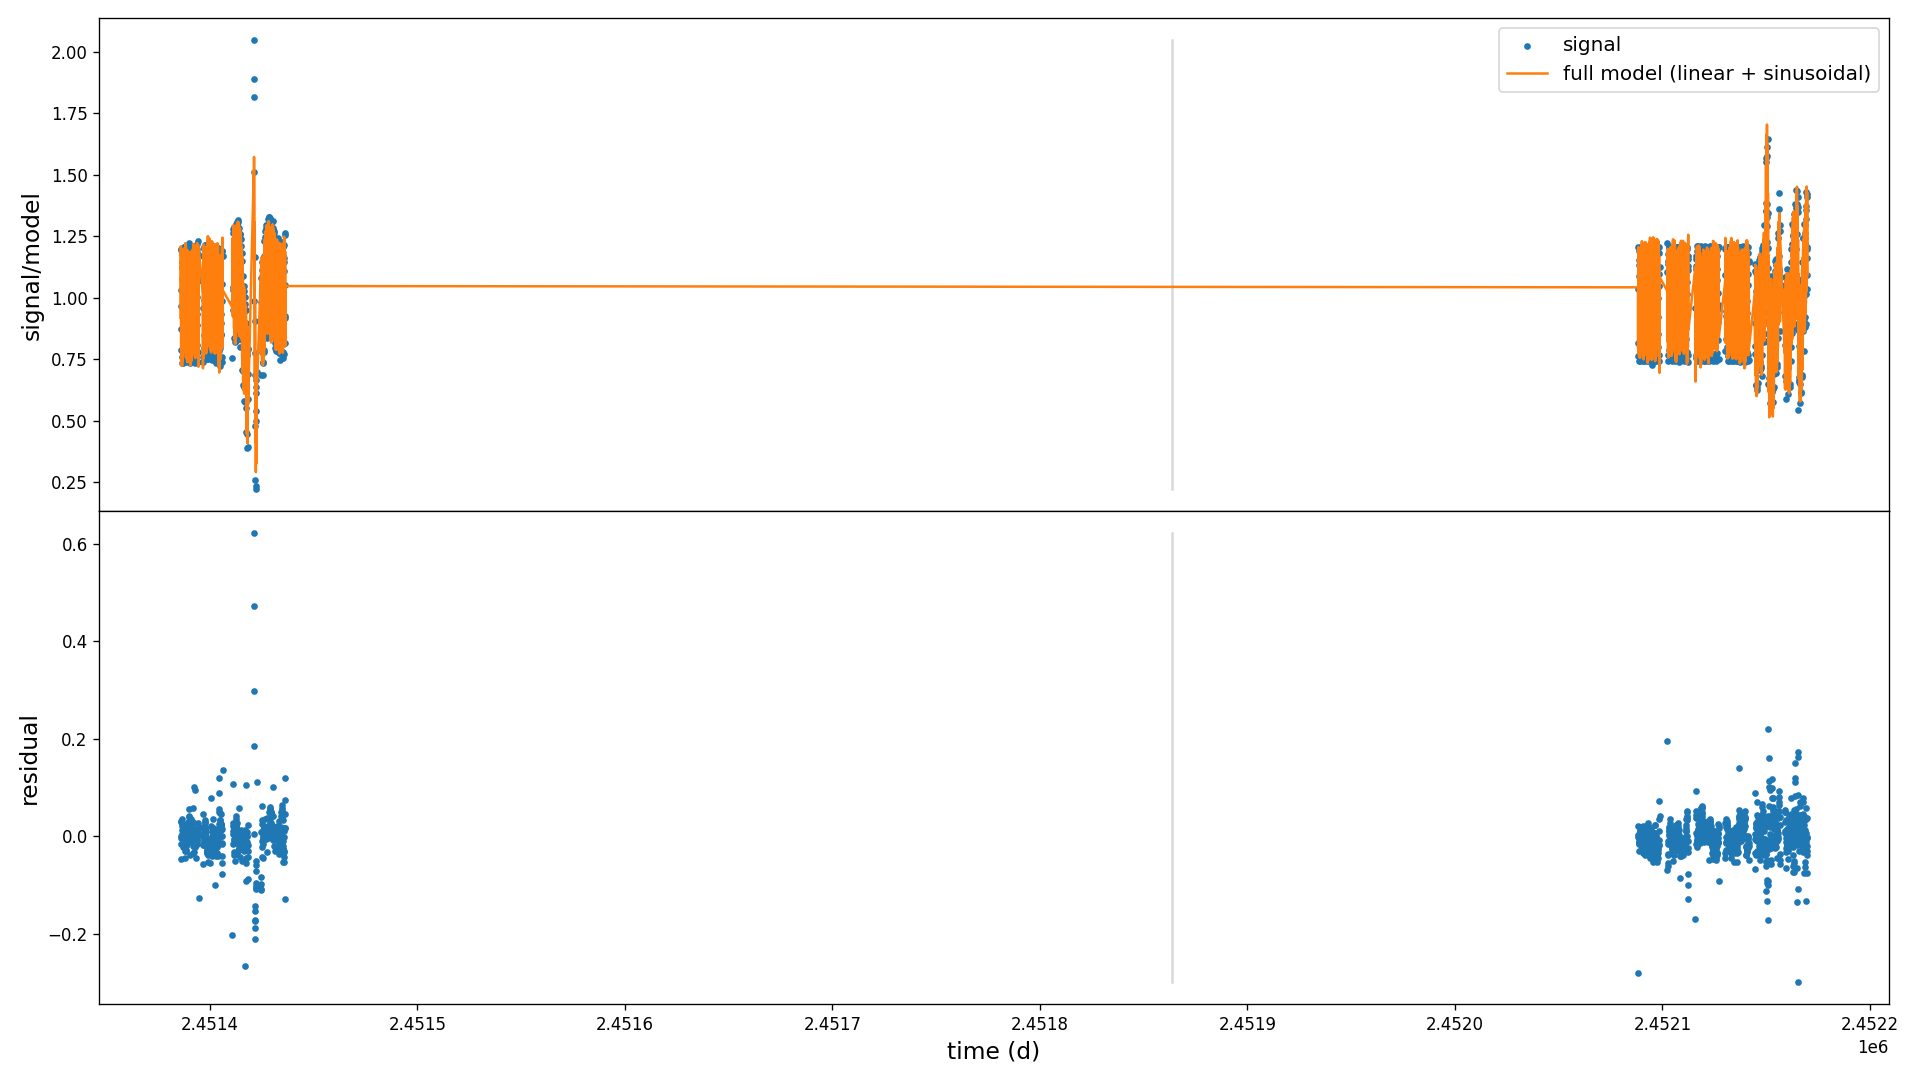 signal
full model (linear + sinusoidal)
signal/model
2.00
1.75
1.50
1.25
1.00
0.75
0.50
0.25
residual
0.6
0.4
0.2
0.0
−0.2
2.4514 2.4515 2.4516 2.4517 2.4518 2.4519 2.4520 2.4521 2.4522
1e6
time (d)